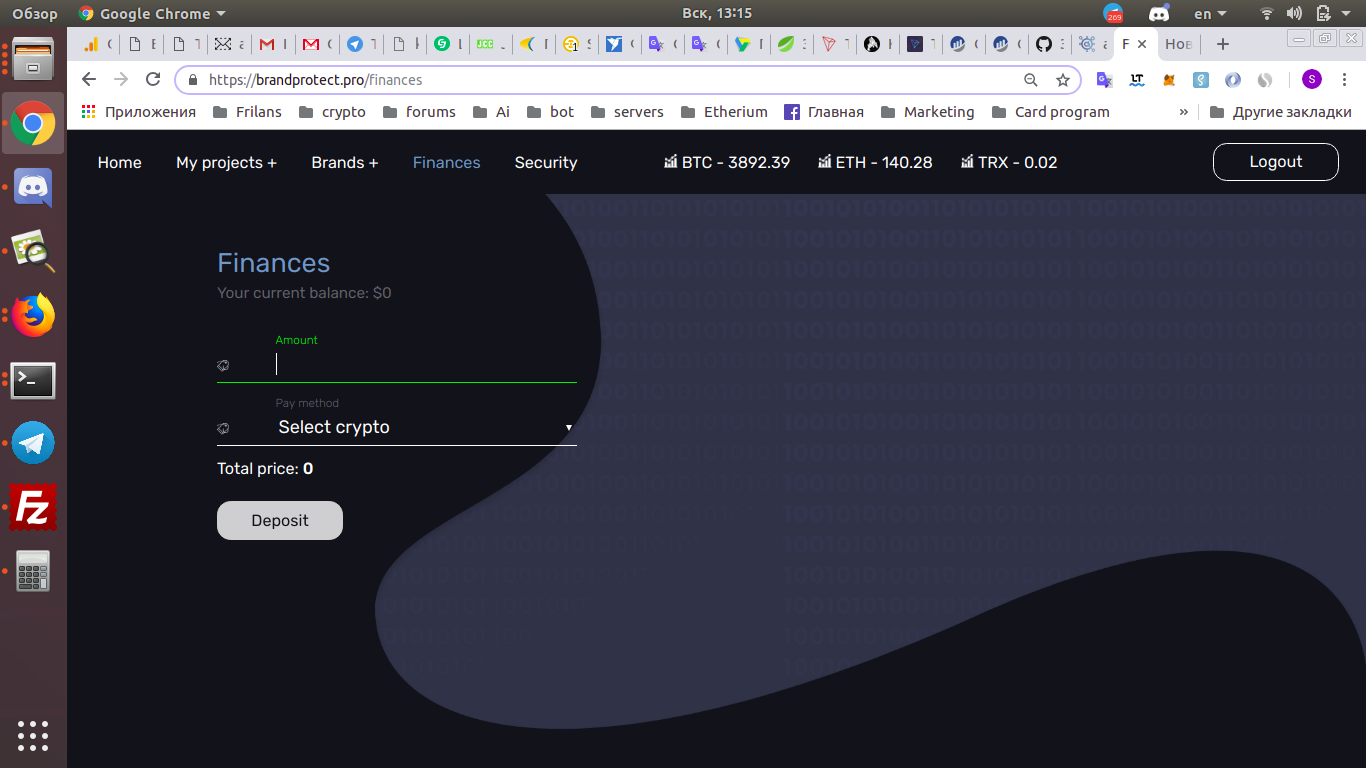 Обзор Google Chrome Вск, 13:15 269 en
https://brandprotect.pro/finances
Приложения Frilans crypto forums Ai bot servers Etherium Главная Marketing Card program » Другие закладки
Home My projects + Brands + Finances Security BTC - 3892.39 ETH - 140.28 TRX - 0.02 Logout
Finances
Your current balance: $0
Amount
Pay method
Select crypto
Total price: 0
Deposit